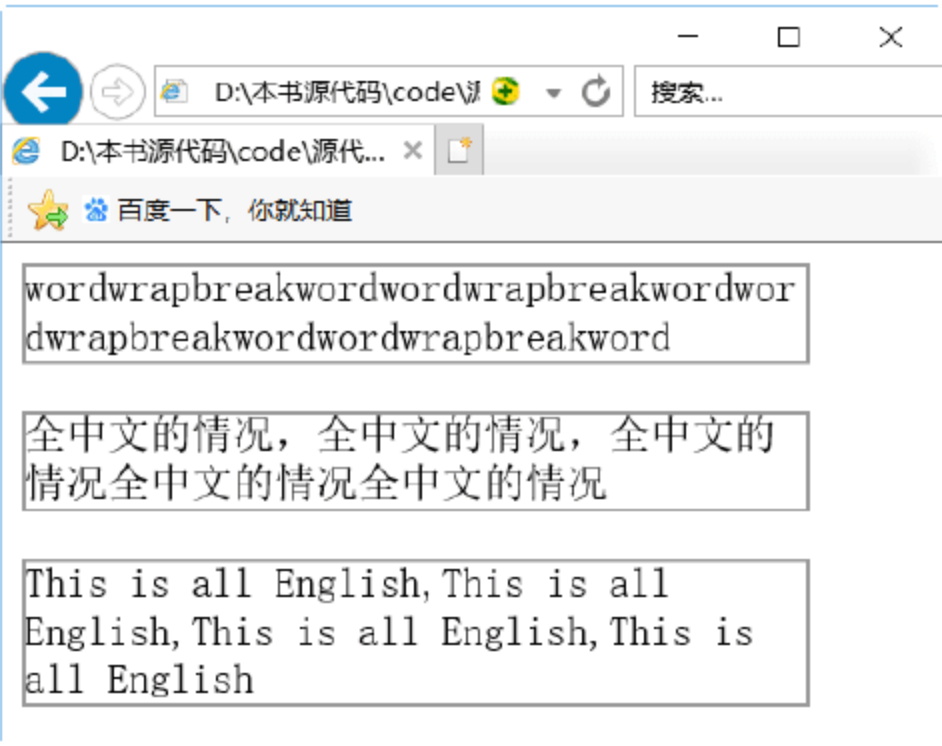 D:\本书源代码\code\源
搜索...
D:\本书源代码\code\源代...
百度一下，你就知道
wordwrapbreakwordwordwrapbreakwordwor
dwrapbreakwordwordwrapbreakword
全中文的情况，全中文的情况，全中文的
情况全中文的情况全中文的情况
This is all English,This is all
English,This is all English,This is
all English